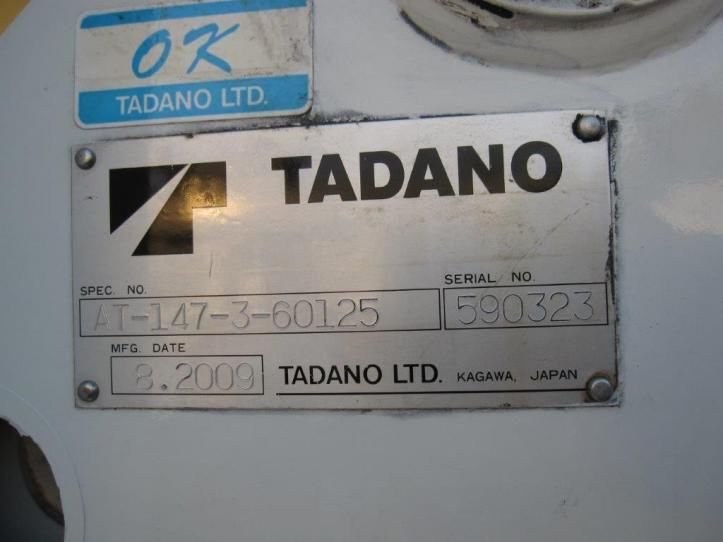 OK
TADANO LTD.
TADANO
SPEC. NO.
SERIAL NO.
AT-147-3-60125
590323
MFG. DATE
8.2009
TADANO LTD. KAGAWA, JAPAN